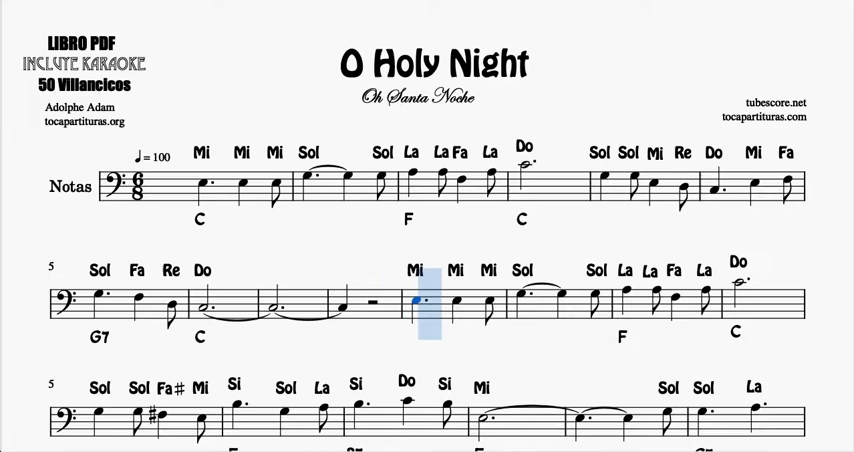 LIBRO PDF
INCLUYE KARAOKE
50 Villancicos
Adolphe Adam
tocapartituras.org
O Holy Night
Oh Santa Noche
tubescore.net
tocapartituras.com
♩ = 100
Mi Mi Mi Sol Sol La La Fa La Do Sol Sol Mi Re Do Mi Fa
Notas
6
8
C F C
5
Sol Fa Re Do Mi Mi Mi Sol Sol La La Fa La Do
G7 C F C
5
Sol Sol Fa♯ Mi Si Sol La Si Do Si Mi Sol Sol La